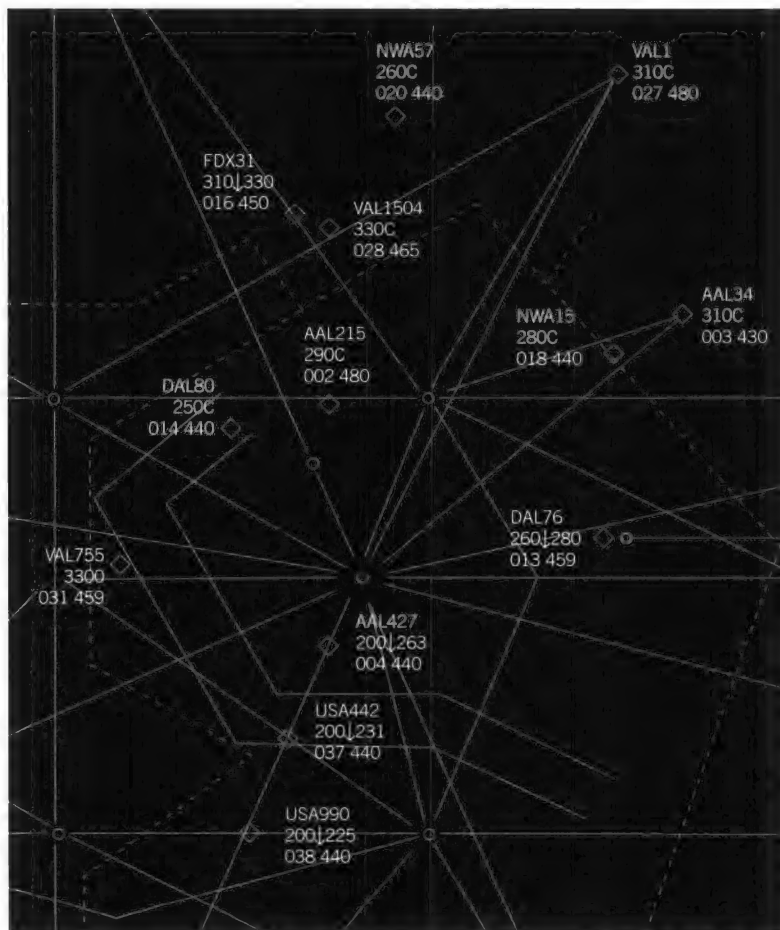 NWA57
260C
020 440
VAL1
310C
027 480
FDX31
310↓330
016 450
VAL1504
330C
028 465
AAL34
310C
003 430
NWA15
280C
018 440
AAL215
290C
002 480
DAL80
250C
014 440
DAL76
260↓280
013 459
VAL755
3300
031 459
AAL427
200↓263
004 440
USA442
200↓231
037 440
USA990
200↓225
038 440